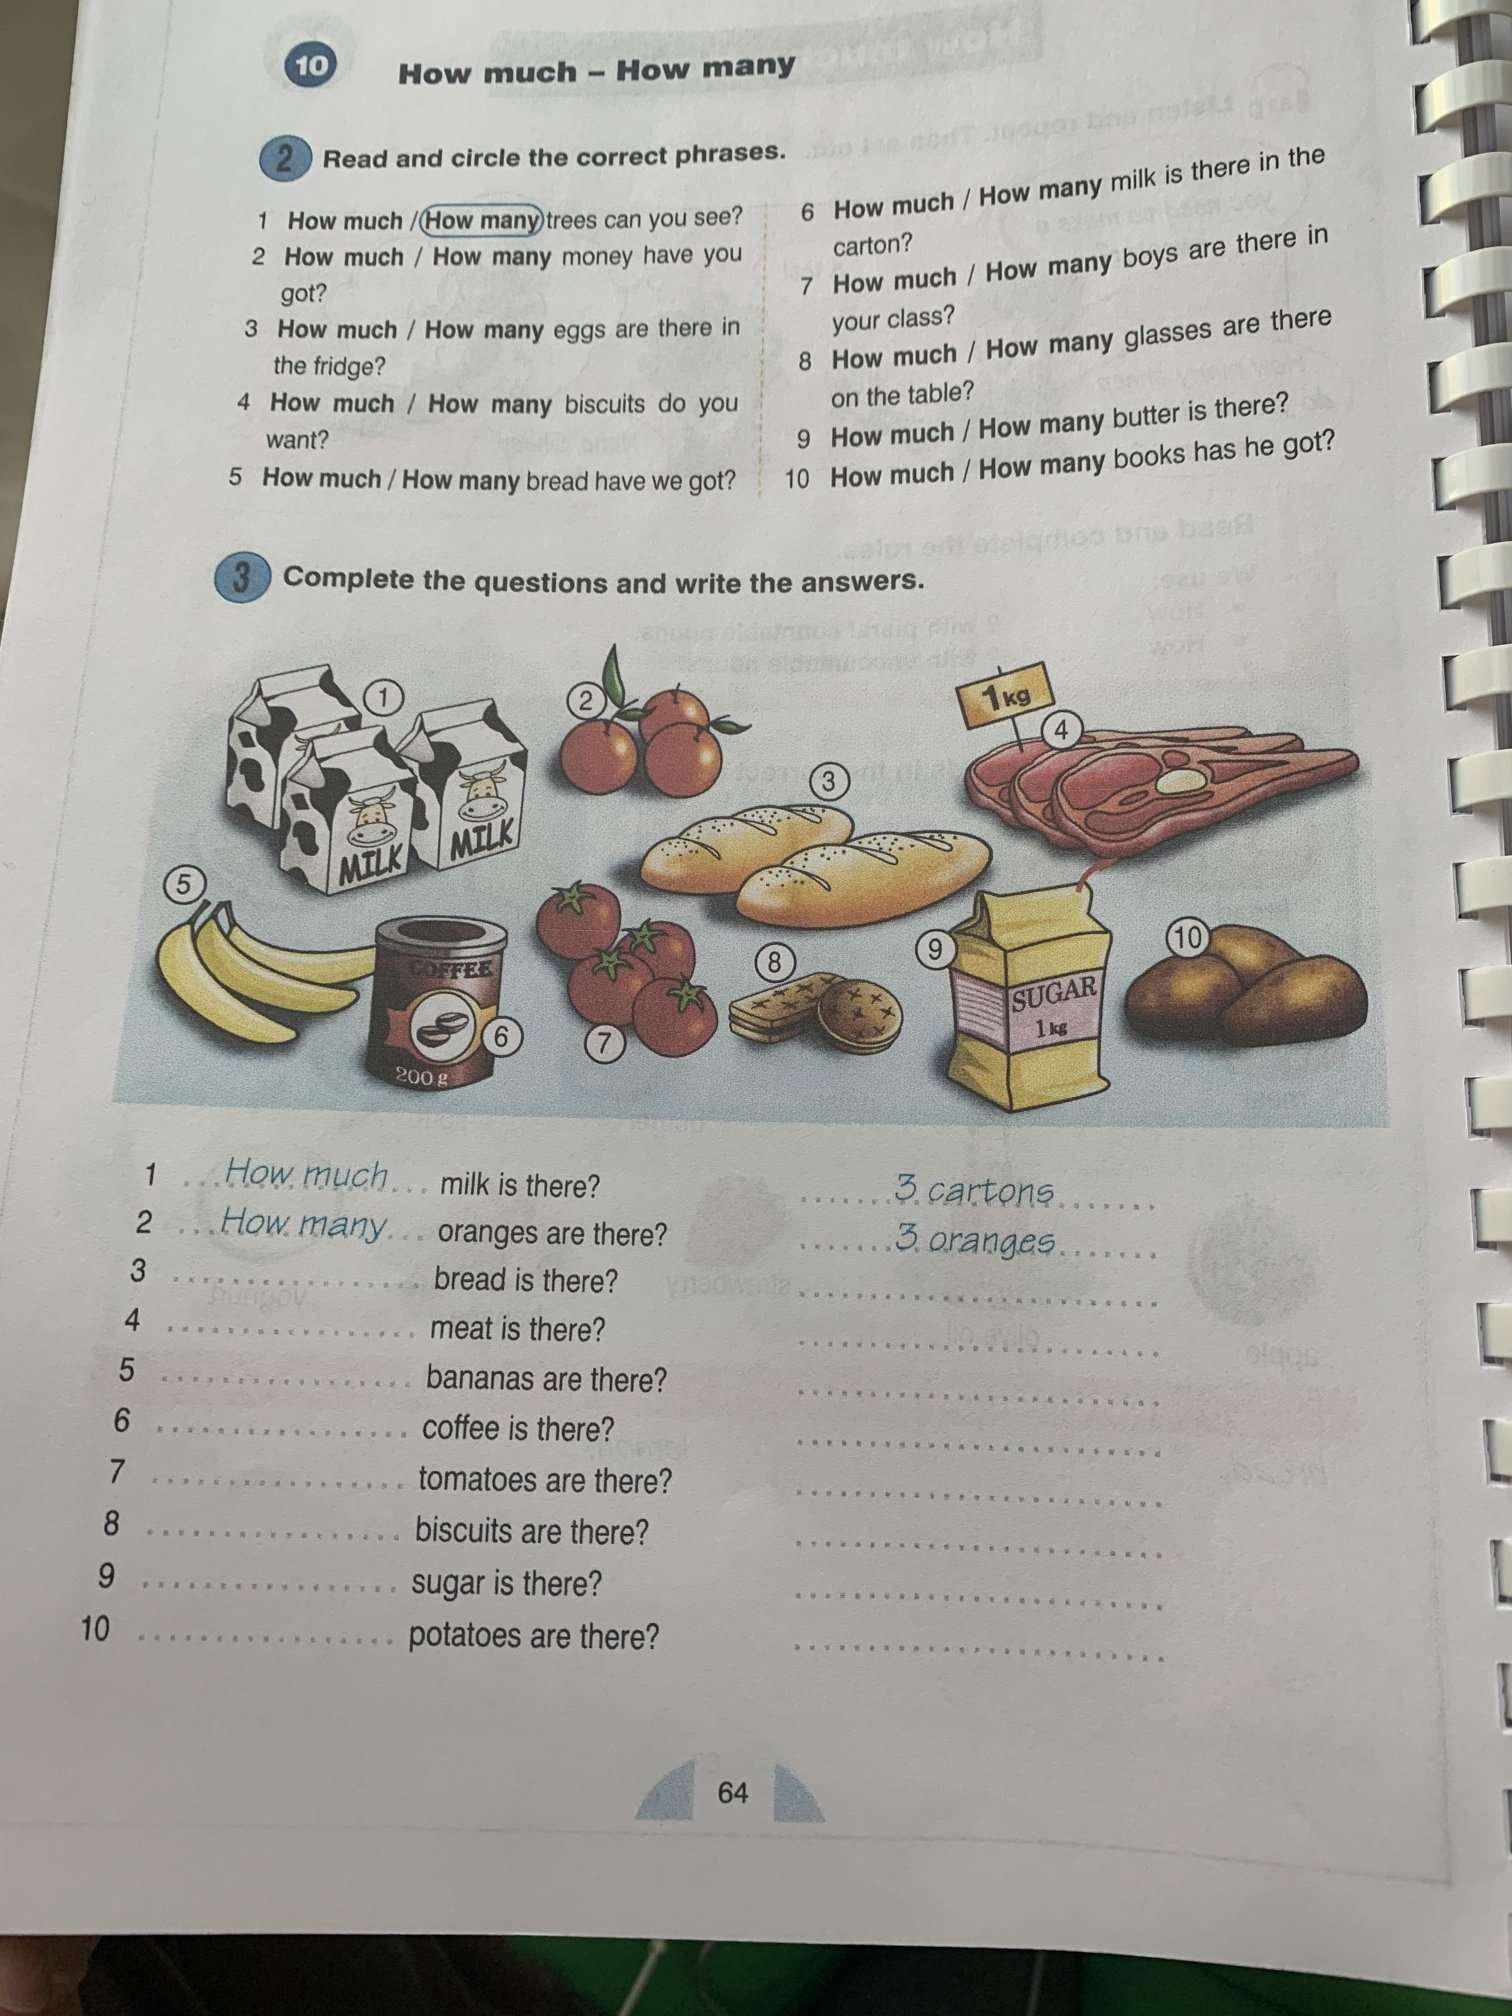 10 How much – How many
2 Read and circle the correct phrases.
1 How much / How many trees can you see?
2 How much / How many money have you
got?
3 How much / How many eggs are there in
the fridge?
4 How much / How many biscuits do you
want?
5 How much / How many bread have we got?
6 How much / How many milk is there in the
carton?
7 How much / How many boys are there in
your class?
8 How much / How many glasses are there
on the table?
9 How much / How many butter is there?
10 How much / How many books has he got?
3 Complete the questions and write the answers.
1
MILK
MILK
2
3
1 kg
4
5
COFFEE
200 g
6
7
8
9
SUGAR
1 kg
10
1 How much milk is there? 3 cartons
2 How many oranges are there? 3 oranges
3 bread is there?
4 meat is there?
5 bananas are there?
6 coffee is there?
7 tomatoes are there?
8 biscuits are there?
9 sugar is there?
10 potatoes are there?
64